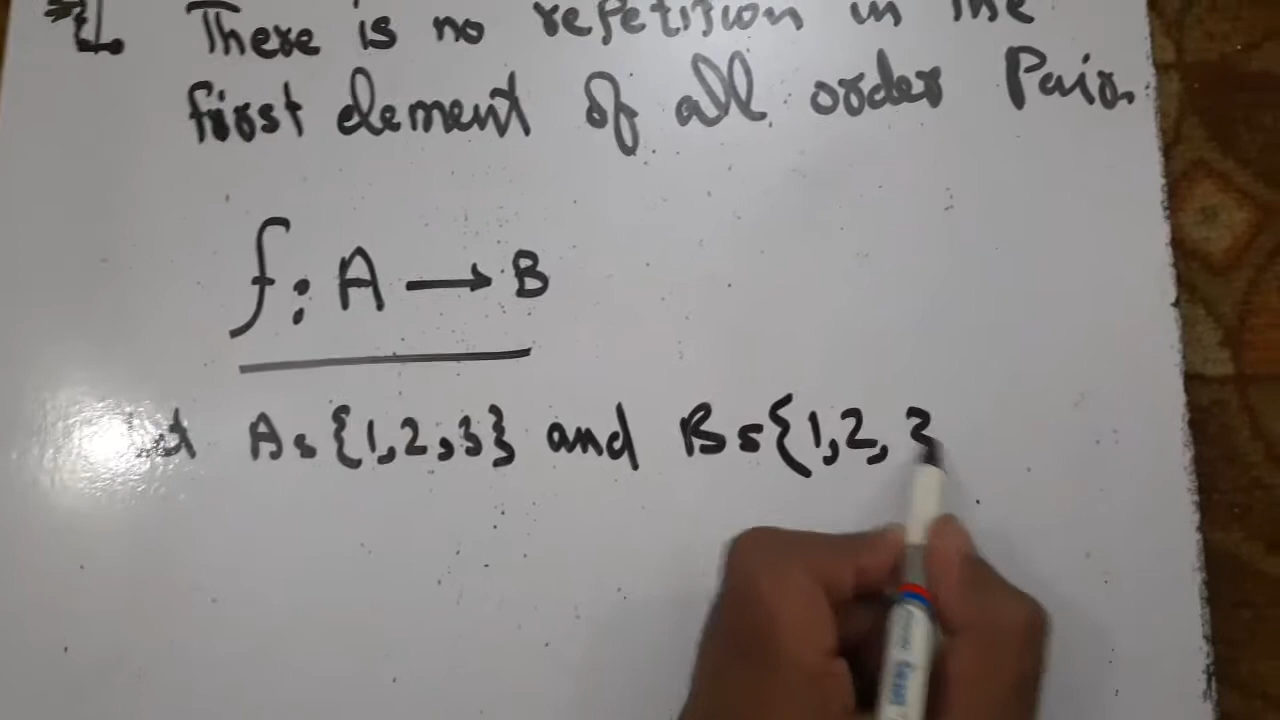 There is no repetition in the
first element of all order Pair.
f: A → B
Let A = {1,2,3} and B = {1,2,3